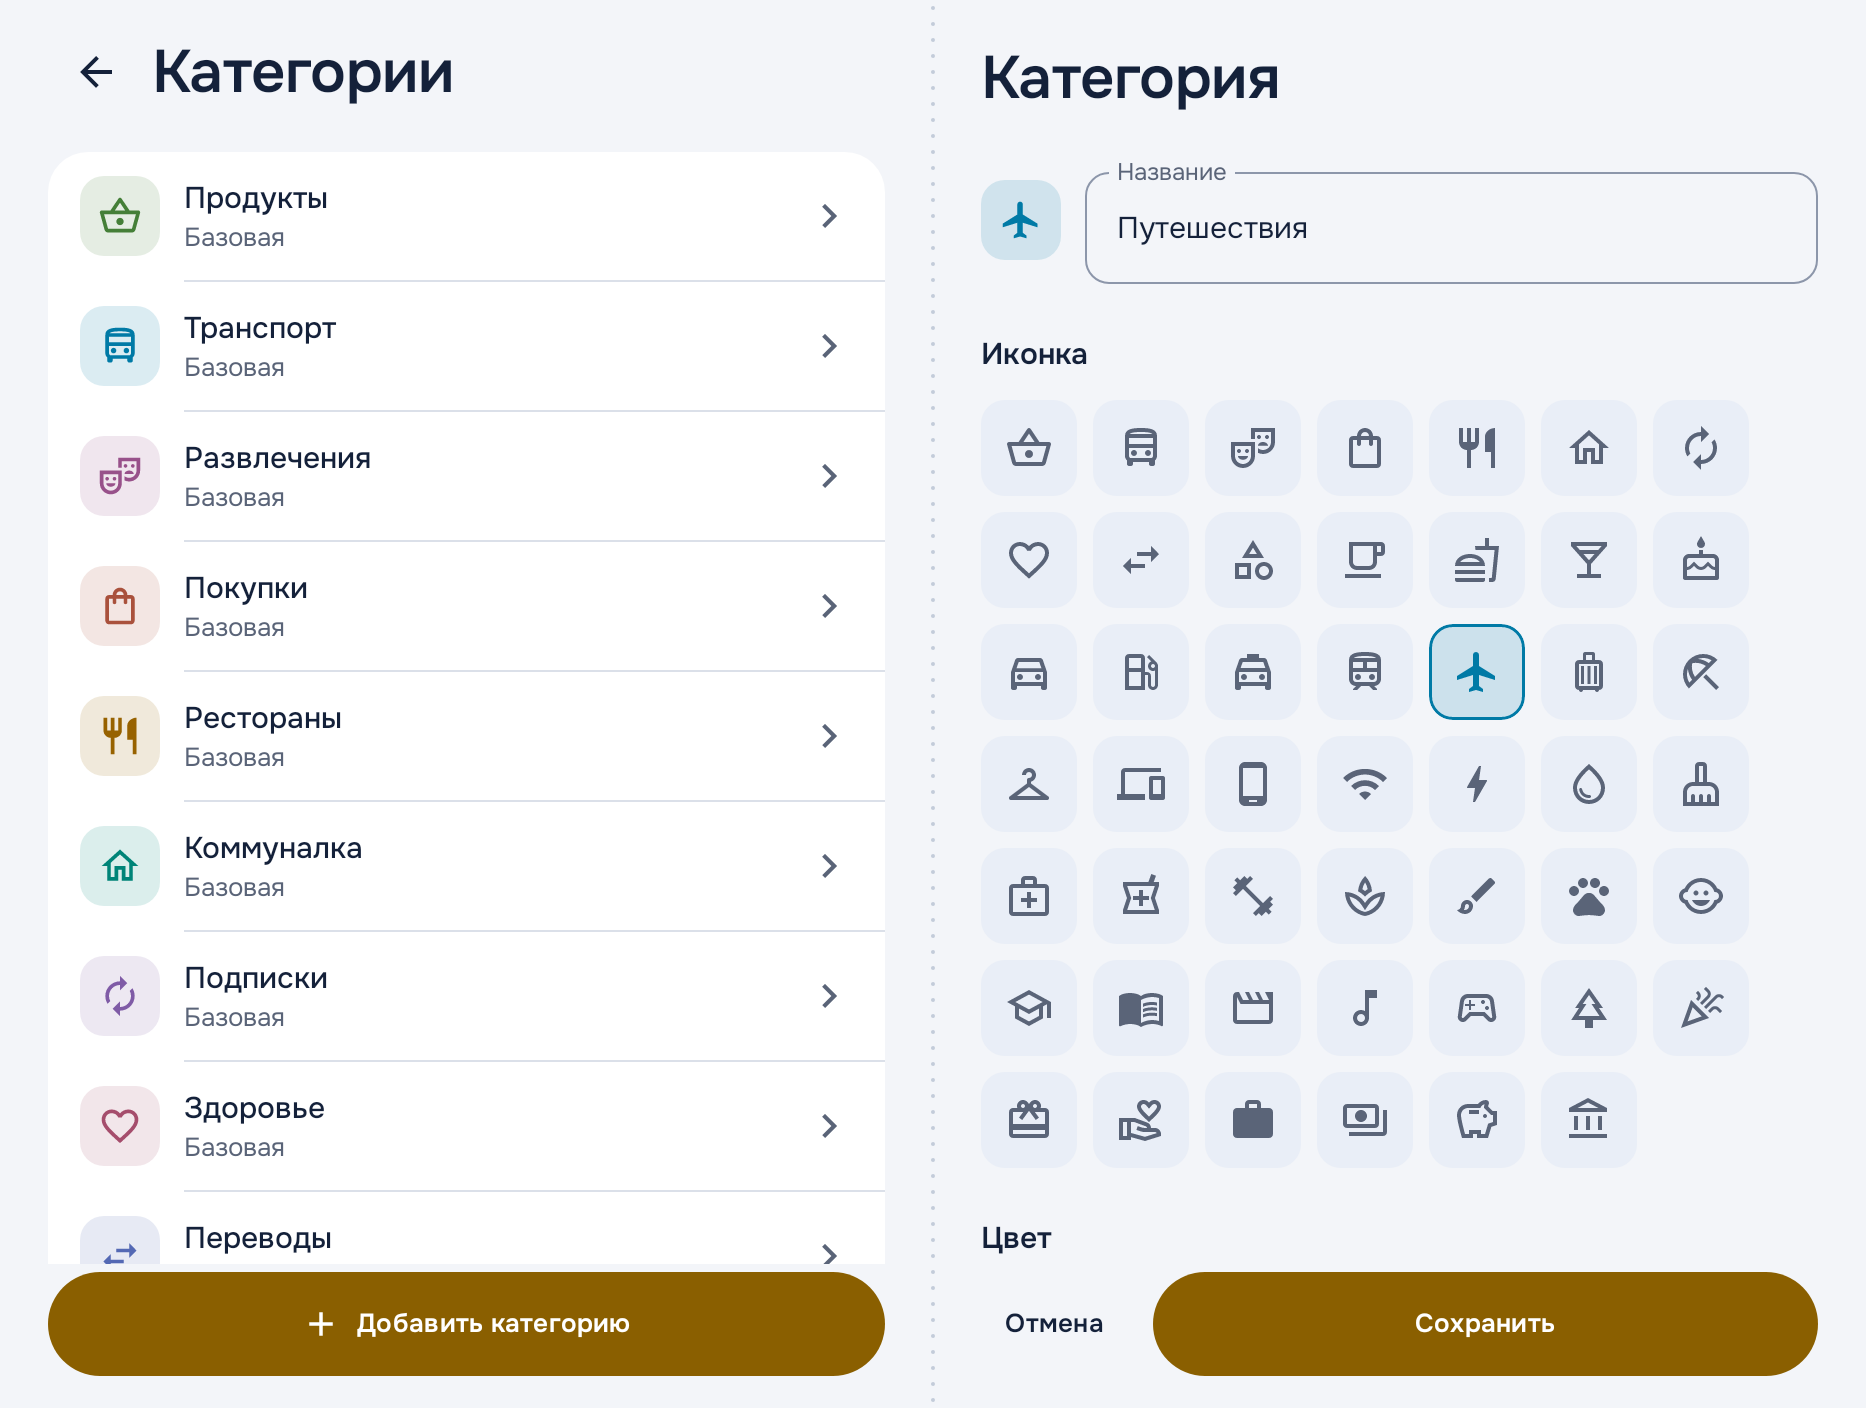 Категории
Продукты
Базовая
Транспорт
Базовая
Развлечения
Базовая
Покупки
Базовая
Рестораны
Базовая
Коммуналка
Базовая
Подписки
Базовая
Здоровье
Базовая
Переводы
Добавить категорию
Категория
Название
Путешествия
Иконка
Цвет
Отмена
Сохранить